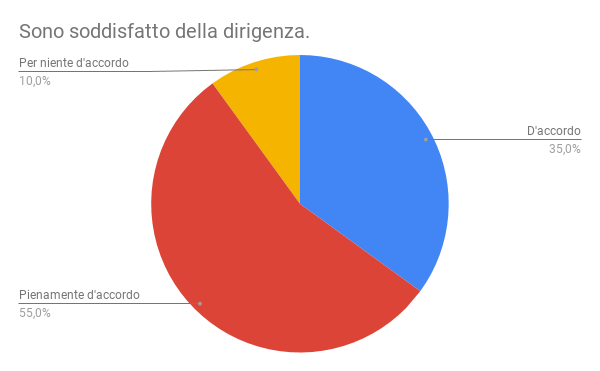 Sono soddisfatto della dirigenza.
Per niente d'accordo
10,0%
D'accordo
35,0%
Pienamente d'accordo
55,0%